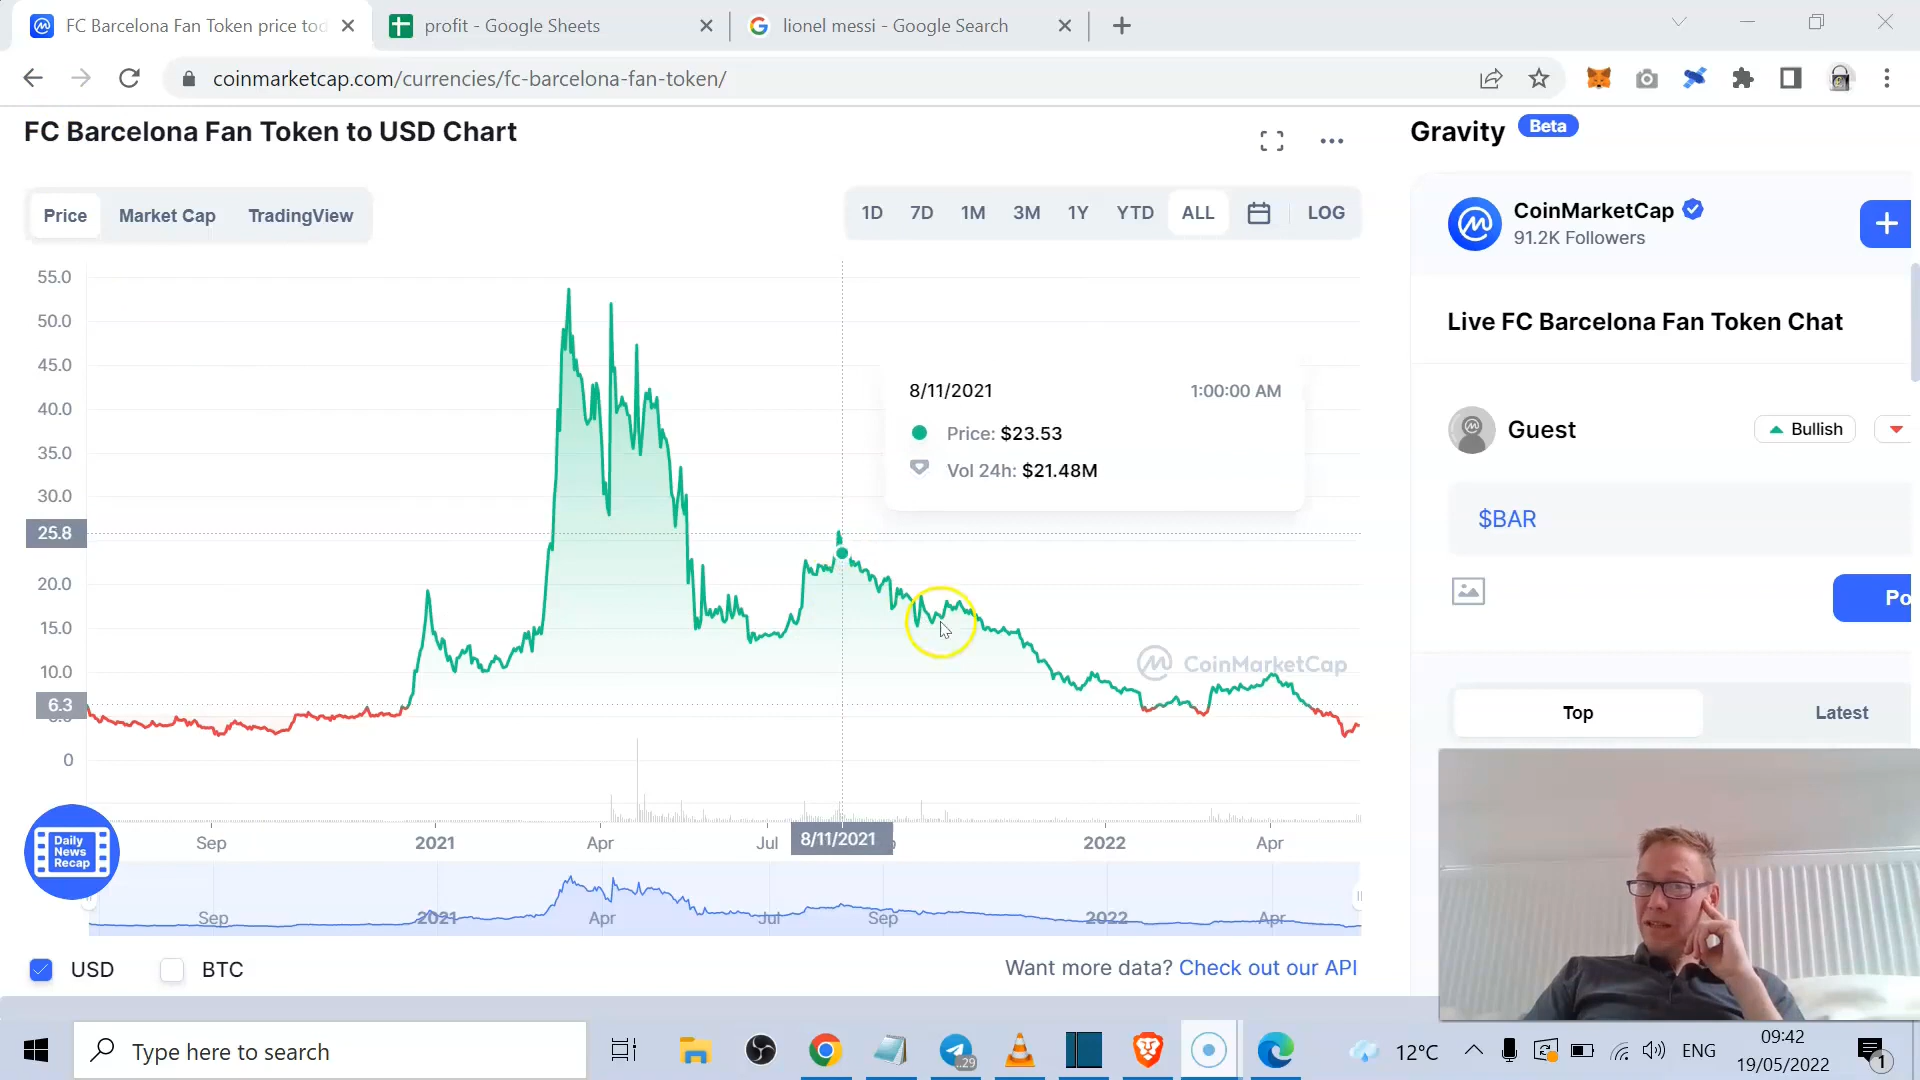 FC Barcelona Fan Token price tod
profit - Google Sheets
lionel messi - Google Search
coinmarketcap.com/currencies/fc-barcelona-fan-token/
FC Barcelona Fan Token to USD Chart
Gravity Beta
Price Market Cap TradingView
1D 7D 1M 3M 1Y YTD ALL LOG
CoinMarketCap
91.2K Followers
Live FC Barcelona Fan Token Chat
Guest
Bullish
$BAR
Po
Top Latest
55.0
50.0
45.0
40.0
35.0
30.0
25.8
20.0
15.0
10.0
6.3
0
8/11/2021 1:00:00 AM
Price: $23.53
Vol 24h: $21.48M
CoinMarketCap
Sep 2021 Apr Jul 8/11/2021 2022 Apr
Daily
News
Recap
Sep 2021 Apr Jul Sep 2022 Apr
USD BTC
Want more data? Check out our API
Type here to search
29
12°C
ENG
09:42
19/05/2022
1